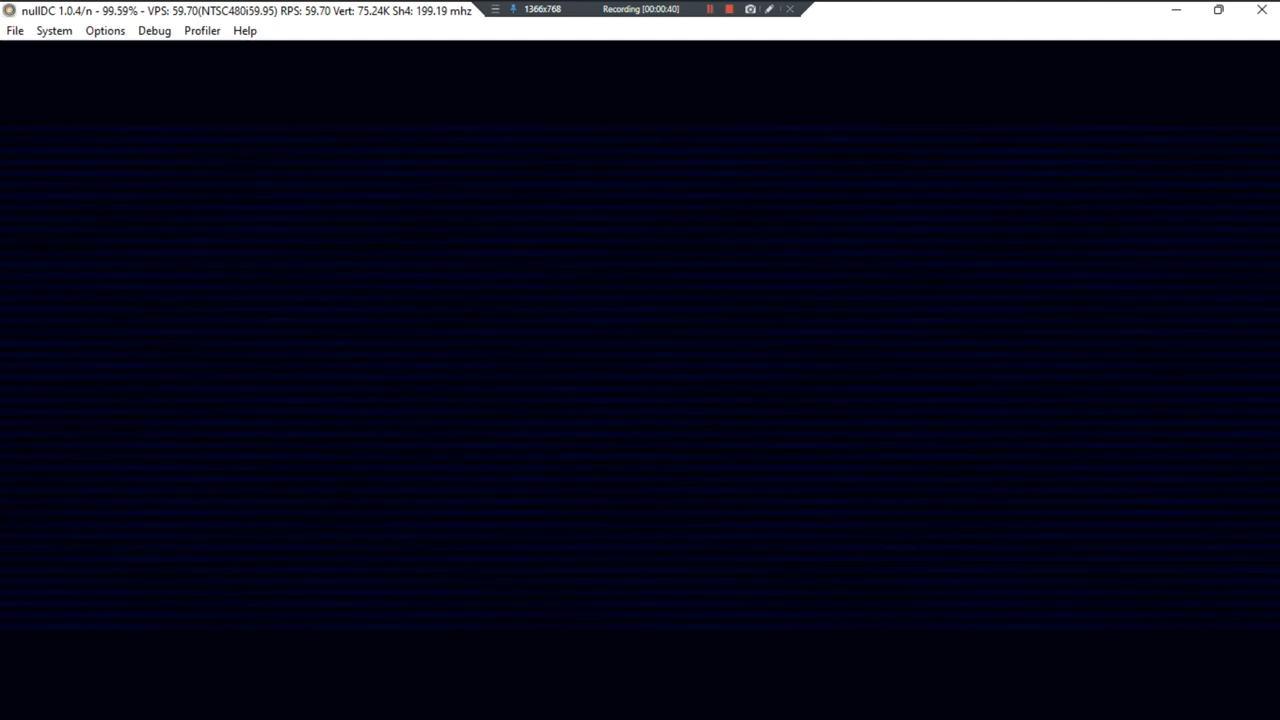 nullDC 1.0.4/n - 99.59% - VPS: 59.70(NTSC480i59.95) RPS: 59.70 Vert: 75.24K Sh4: 199.19 mhz
1366x768
Recording [00:00:40]
File System Options Debug Profiler Help